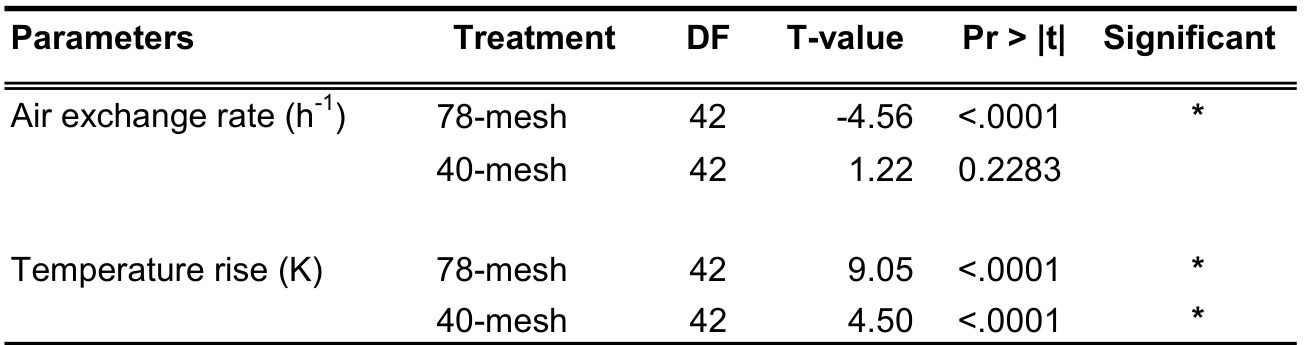 Parameters Treatment DF T-value Pr > |t| Significant
Air exchange rate (h⁻¹) 78-mesh 42 -4.56 <.0001 *
40-mesh 42 1.22 0.2283
Temperature rise (K) 78-mesh 42 9.05 <.0001 *
40-mesh 42 4.50 <.0001 *